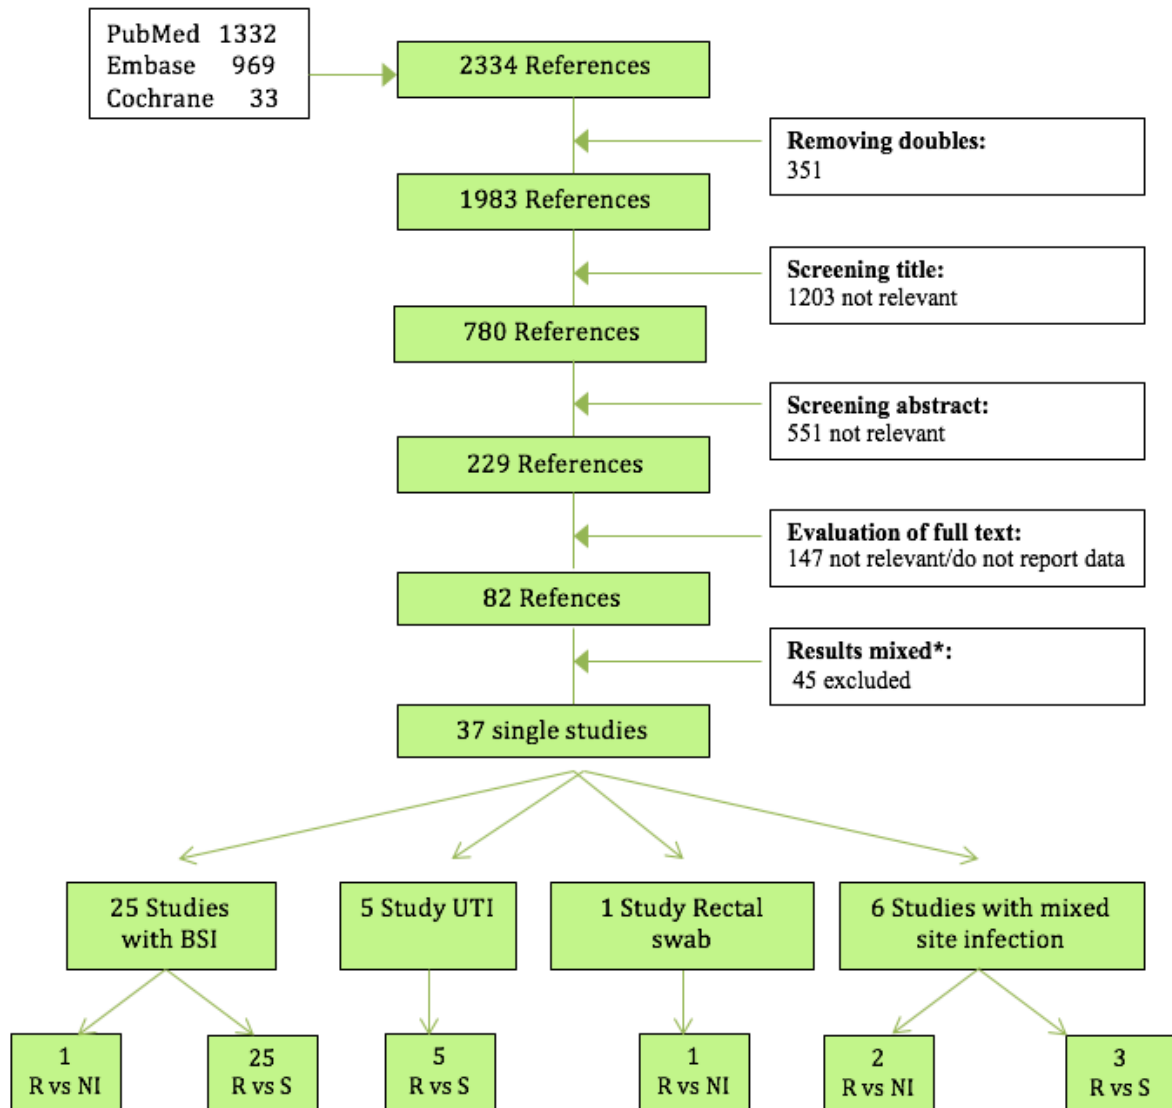 PubMed 1332
Embase 969
Cochrane 33
2334 References
Removing doubles:
351
1983 References
Screening title:
1203 not relevant
780 References
Screening abstract:
551 not relevant
229 References
Evaluation of full text:
147 not relevant/do not report data
82 Refences
Results mixed*:
45 excluded
37 single studies
25 Studies
with BSI
5 Study UTI
1 Study Rectal
swab
6 Studies with mixed
site infection
1
R vs NI
25
R vs S
5
R vs S
1
R vs NI
2
R vs NI
3
R vs S